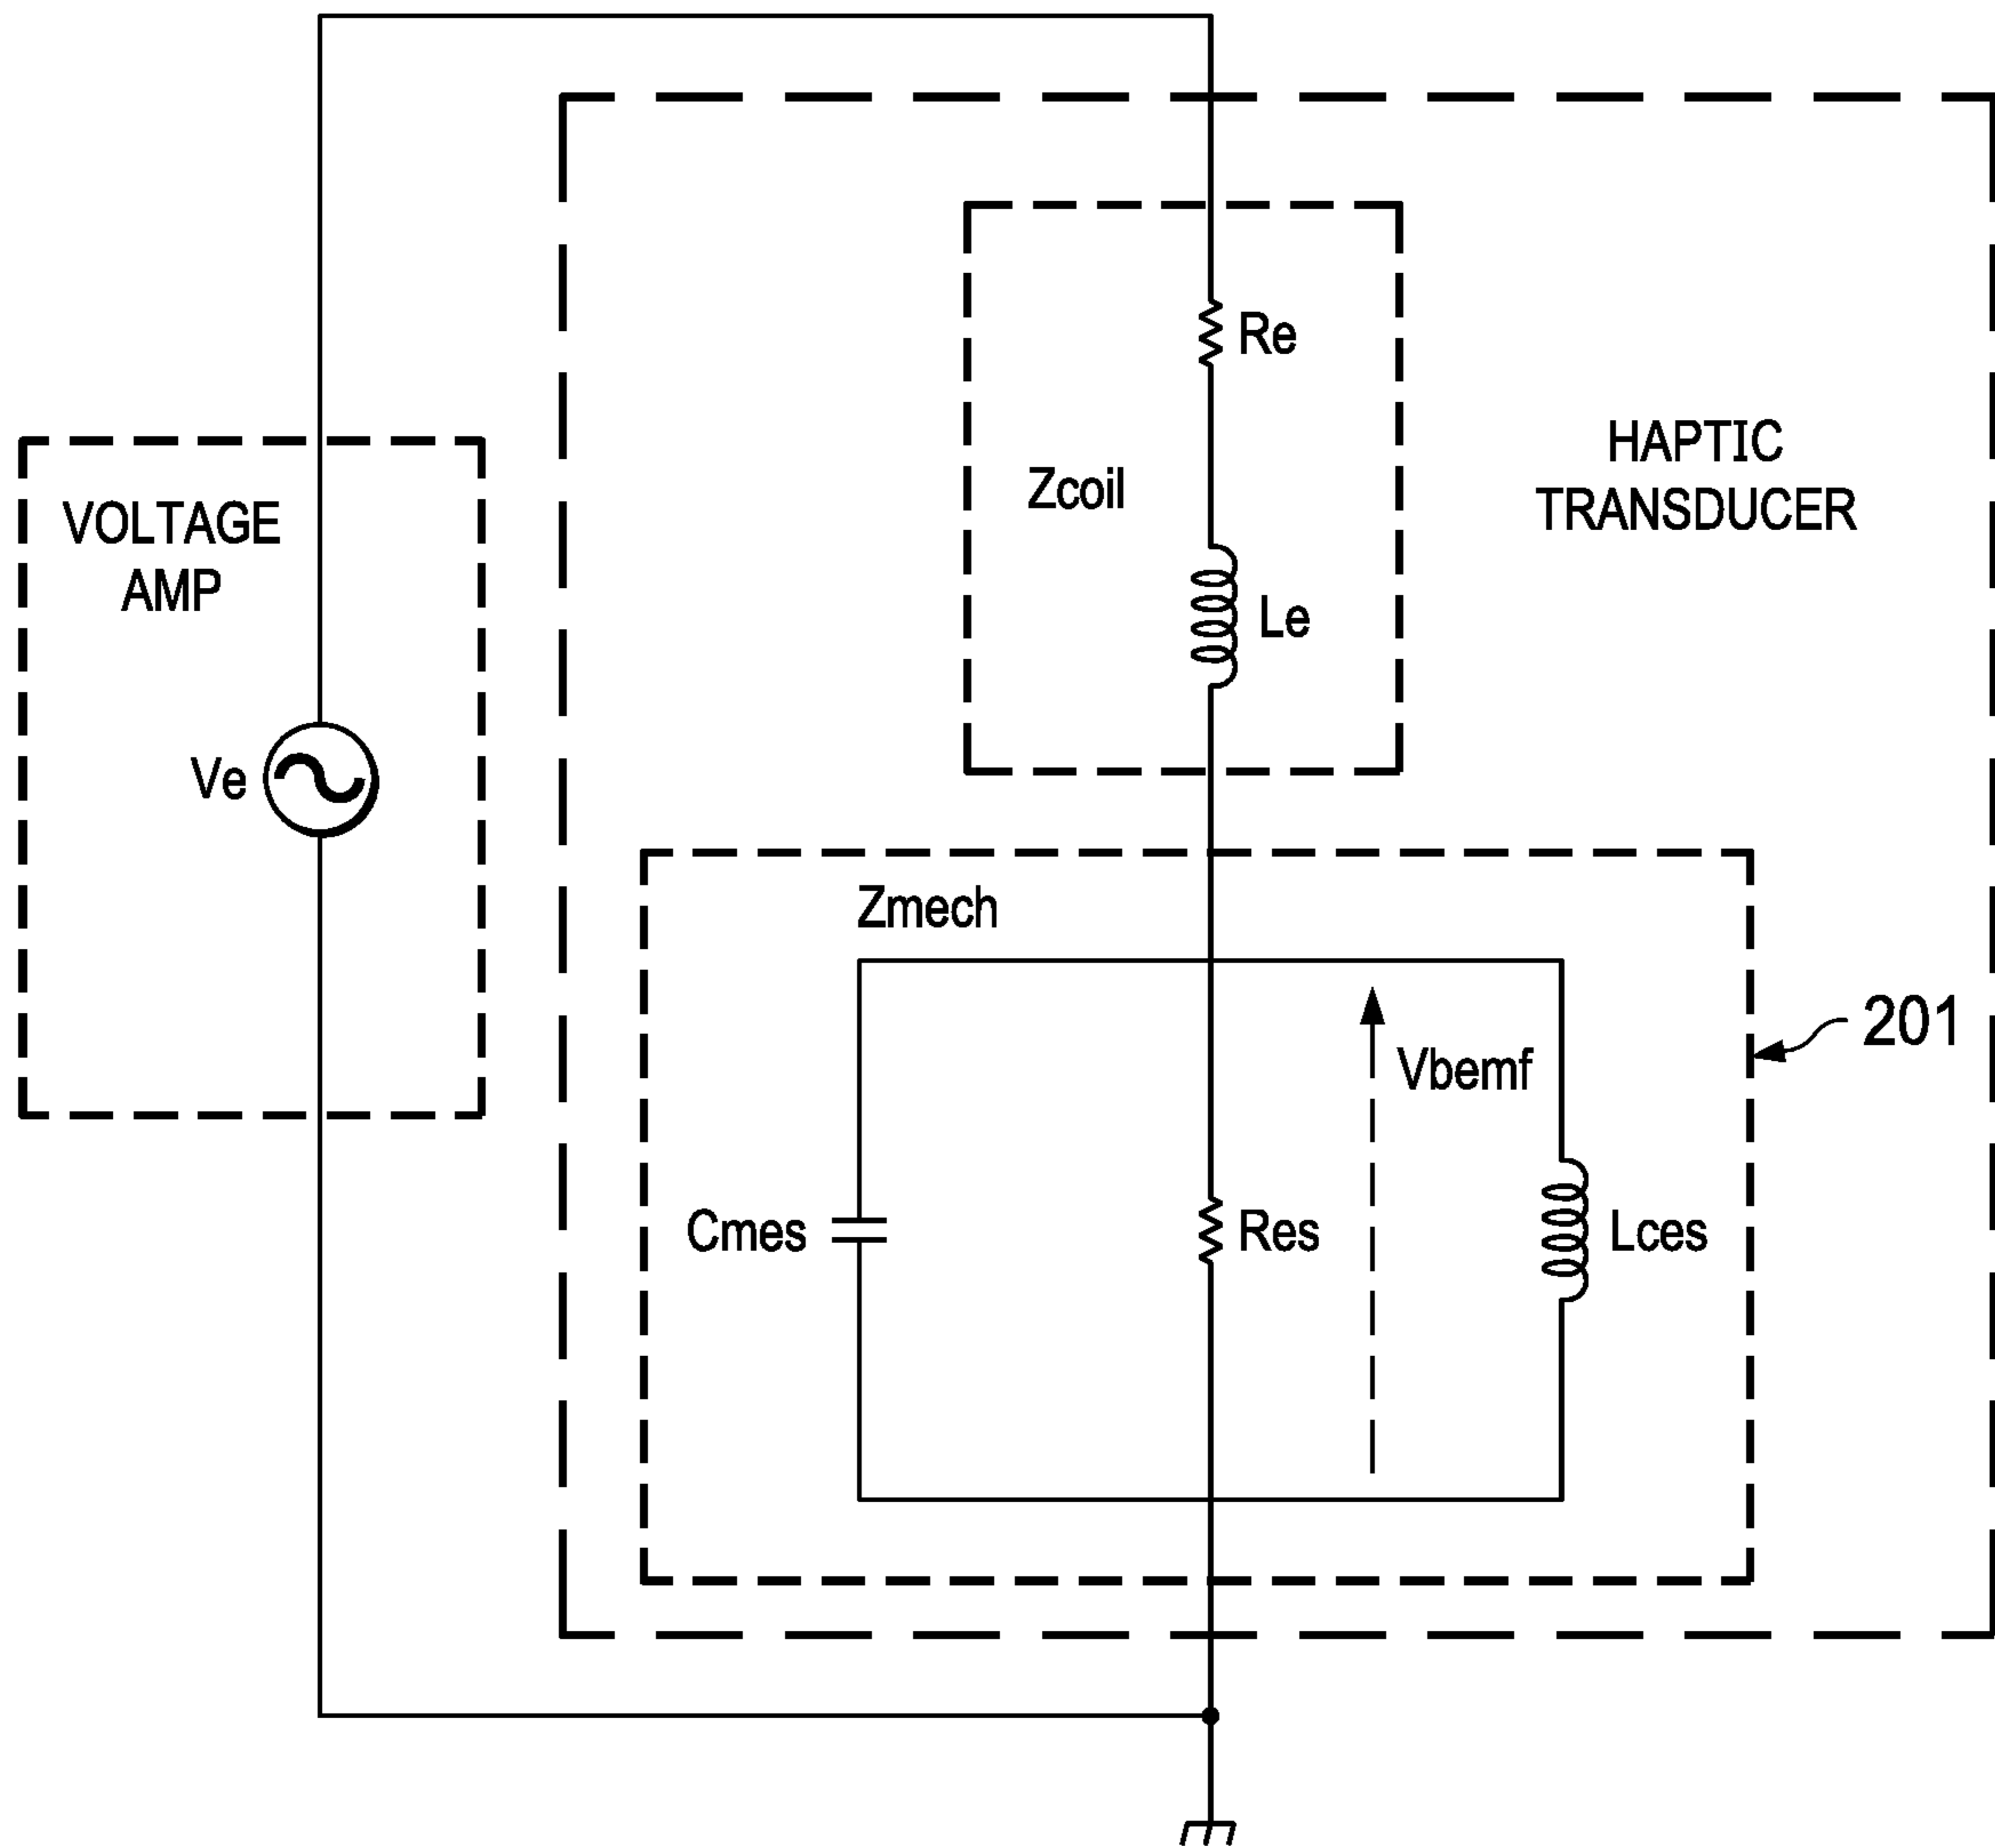 Re
HAPTIC
TRANSDUCER
Zcoil
VOLTAGE
AMP
Le
Ve
Zmech
201
Vbemf
Cmes
Res
Lces